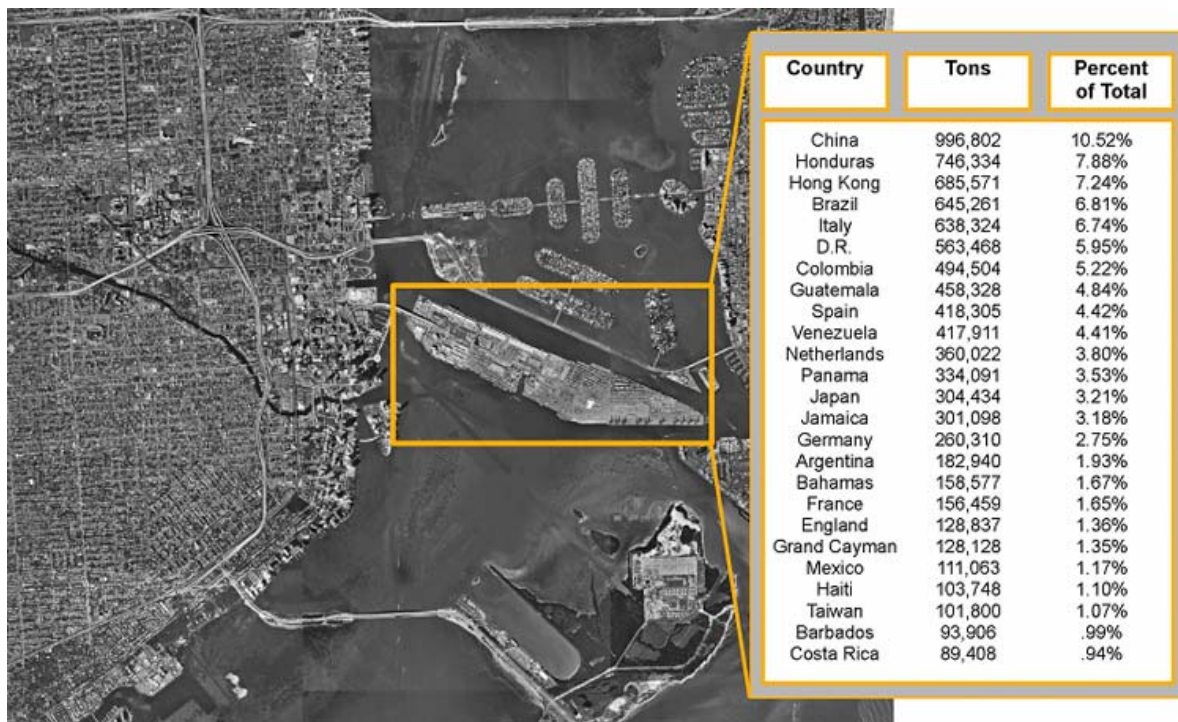 Country Tons Percent
of Total
China 996,802 10.52%
Honduras 746,334 7.88%
Hong Kong 685,571 7.24%
Brazil 645,261 6.81%
Italy 638,324 6.74%
D.R. 563,468 5.95%
Colombia 494,504 5.22%
Guatemala 458,328 4.84%
Spain 418,305 4.42%
Venezuela 417,911 4.41%
Netherlands 360,022 3.80%
Panama 334,091 3.53%
Japan 304,434 3.21%
Jamaica 301,098 3.18%
Germany 260,310 2.75%
Argentina 182,940 1.93%
Bahamas 158,577 1.67%
France 156,459 1.65%
England 128,837 1.36%
Grand Cayman 128,128 1.35%
Mexico 111,063 1.17%
Haiti 103,748 1.10%
Taiwan 101,800 1.07%
Barbados 93,906 .99%
Costa Rica 89,408 .94%